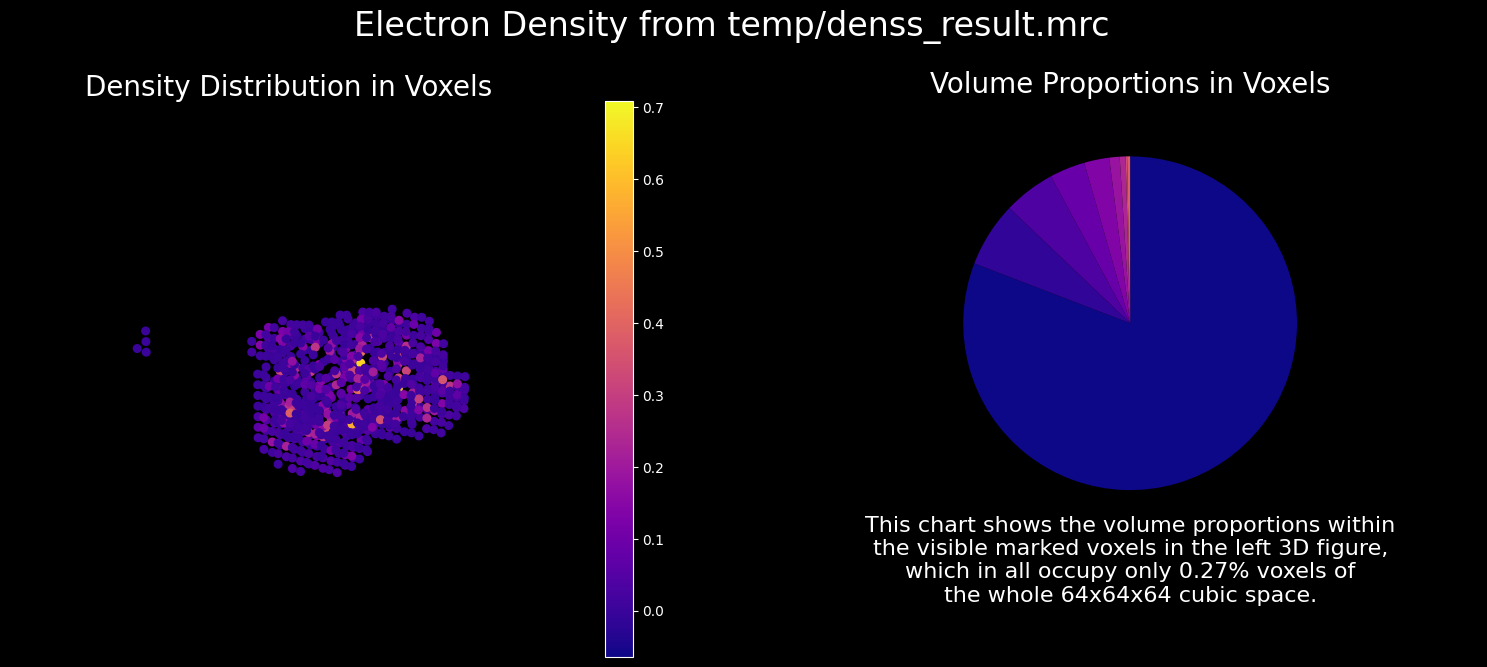 Electron Density from temp/denss_result.mrc
Density Distribution in Voxels
0.7
0.6
0.5
0.4
0.3
0.2
0.1
0.0
Volume Proportions in Voxels
This chart shows the volume proportions within
the visible marked voxels in the left 3D figure,
which in all occupy only 0.27% voxels of
the whole 64x64x64 cubic space.